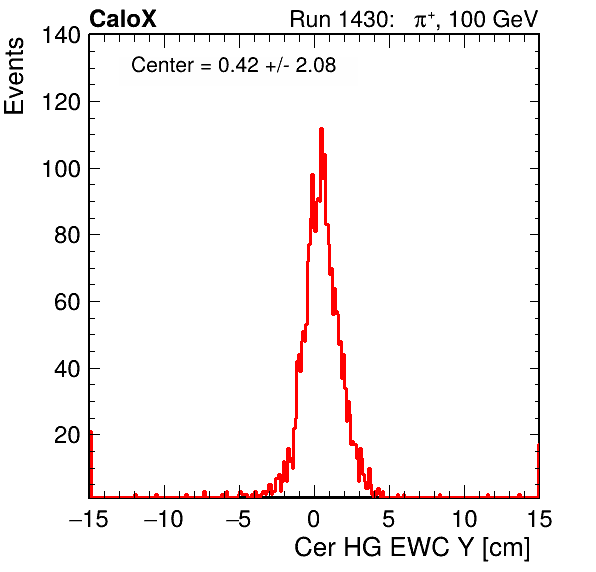 CaloX Run 1430: π⁺, 100 GeV
Center = 0.42 +/- 2.08
Events
140
120
100
80
60
40
20
−15 −10 −5 0 5 10 15
Cer HG EWC Y [cm]